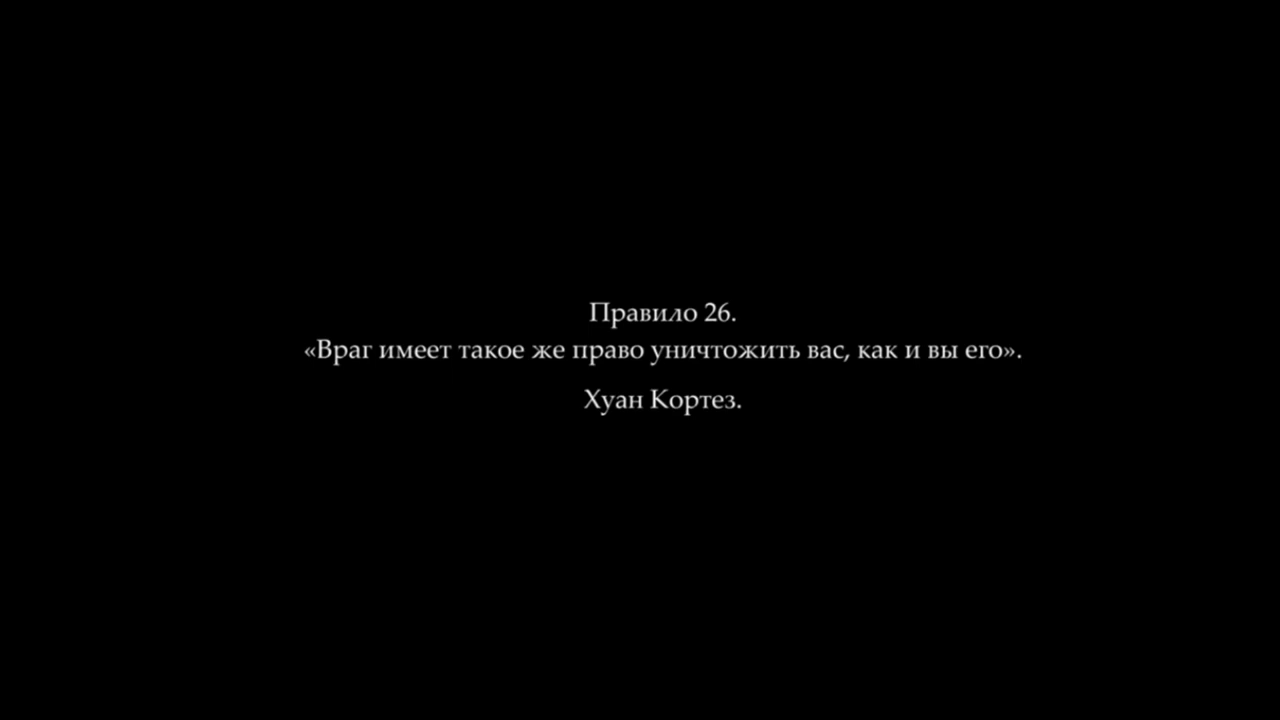 Правило 26.
«Враг имеет такое же право уничтожить вас, как и вы его».
Хуан Кортез.